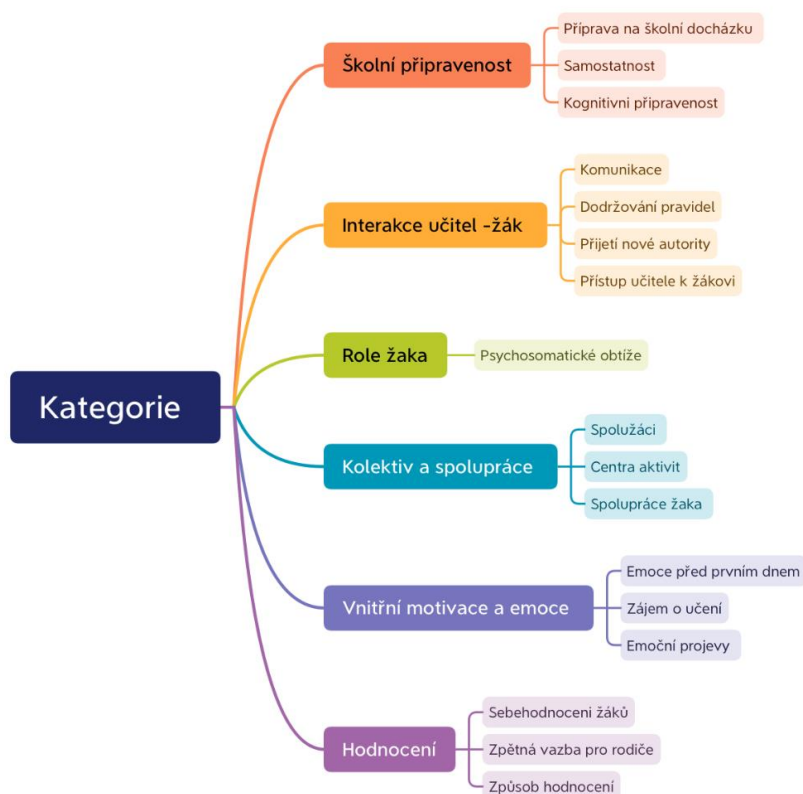 Kategorie
Školní připravenost
Příprava na školní docházku
Samostatnost
Kognitivni připravenost
Interakce učitel -žák
Komunikace
Dodržování pravidel
Přijetí nové autority
Přístup učitele k žákovi
Role žaka
Psychosomatické obtíže
Kolektiv a spolupráce
Spolužáci
Centra aktivit
Spolupráce žaka
Vnitřní motivace a emoce
Emoce před prvním dnem
Zájem o učení
Emoční projevy
Hodnocení
Sebehodnoceni žáků
Zpětná vazba pro rodiče
Způsob hodnocení